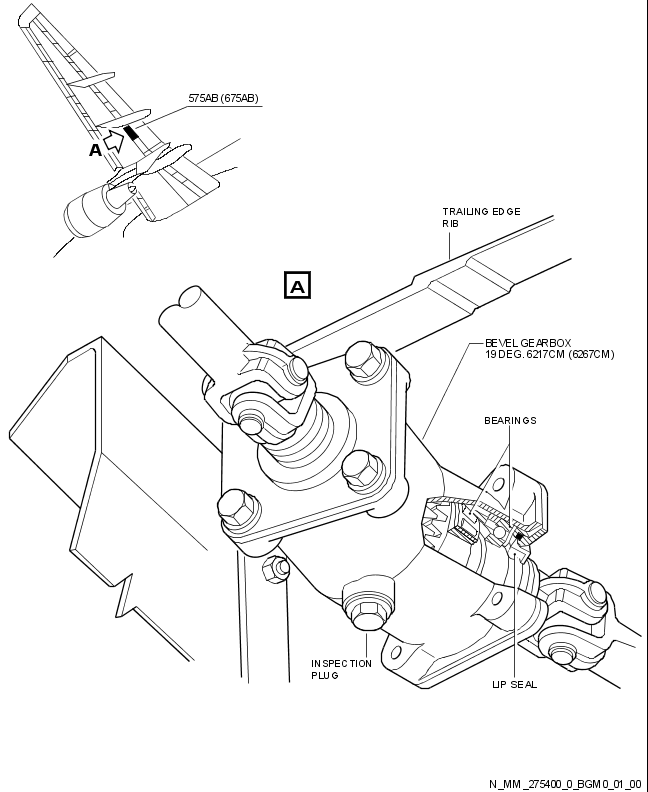 575AB (675AB)
A
TRAILING EDGE
RIB
A
BEVEL GEARBOX
19 DEG. 6217CM (6267CM)
BEARINGS
INSPECTION
PLUG
LIP SEAL
N_MM_275400_0_BGM0_01_00